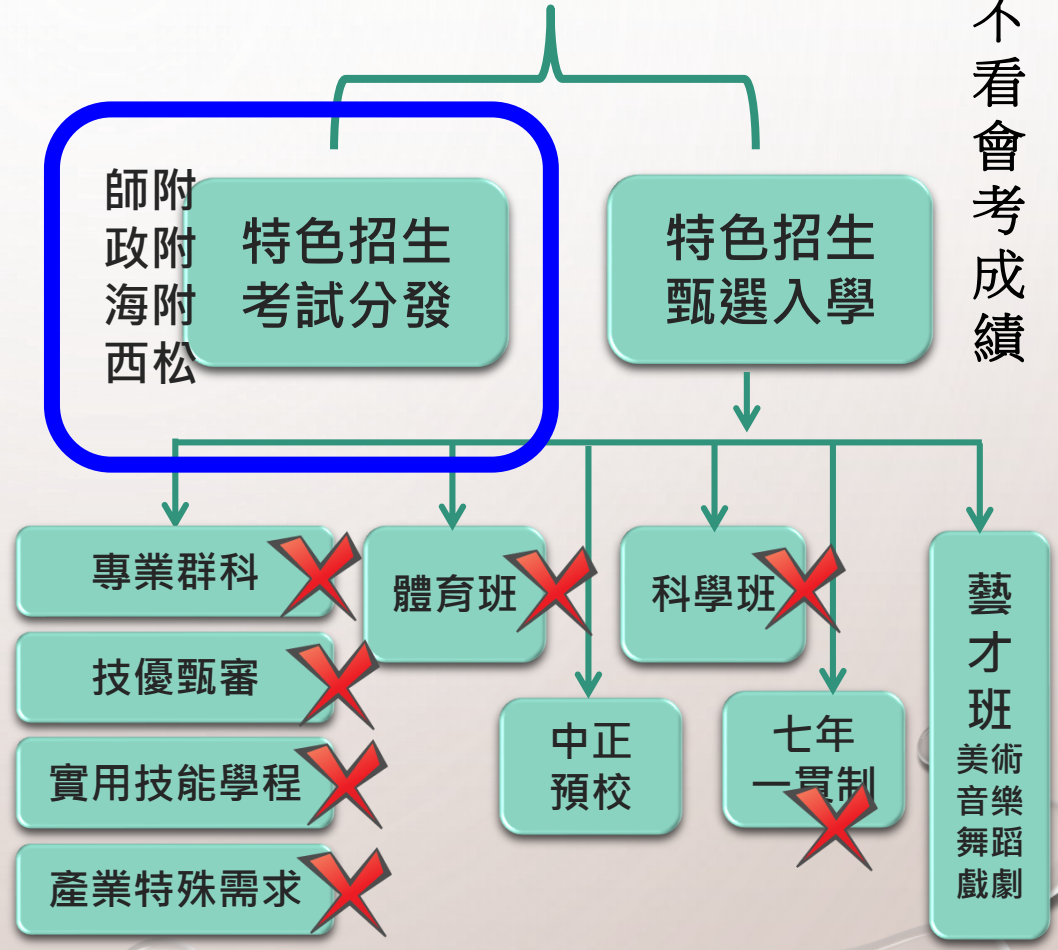 不看會考成績
師附
政附
海附
西松
特色招生
考試分發
特色招生
甄選入學
專業群科
技優甄審
實用技能學程
產業特殊需求
體育班
中正
預校
科學班
七年
一貫制
藝才班
美術
音樂
舞蹈
戲劇